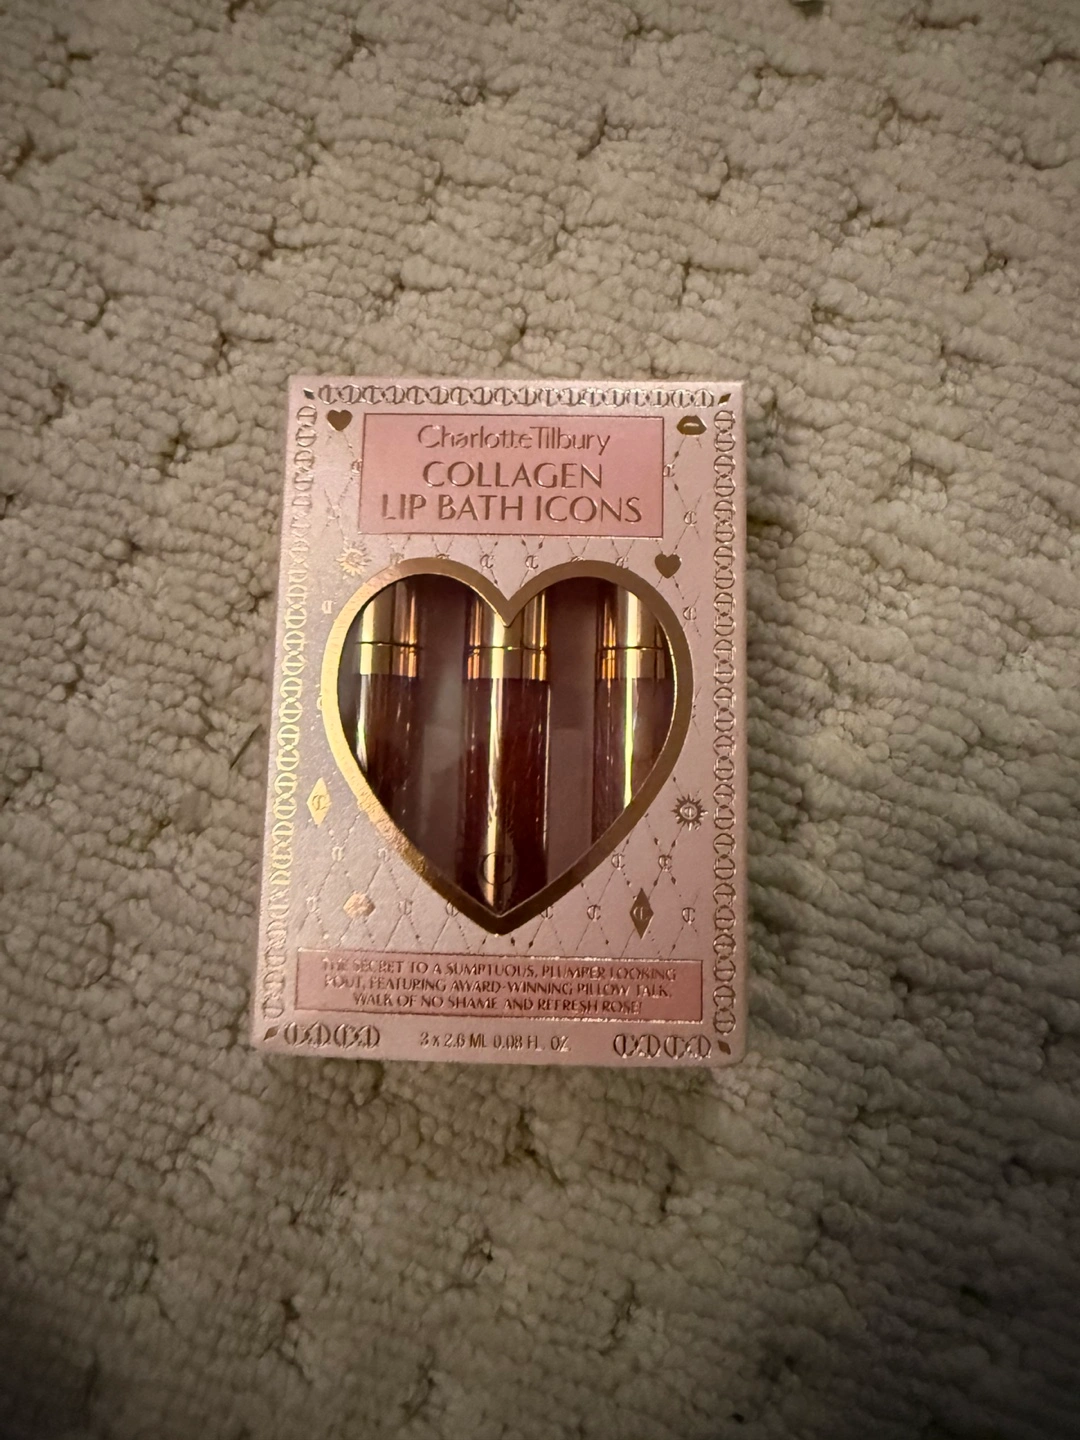 Charlotte Tilbury
COLLAGEN
LIP BATH ICONS
THE SECRET TO A SUMPTUOUS, PLUMPER LOOKING
POUT, FEATURING AWARD-WINNING PILLOW TALK,
WALK OF NO SHAME AND REFRESH ROSE!
3 x 2.6 ML 0.08 FL. OZ.